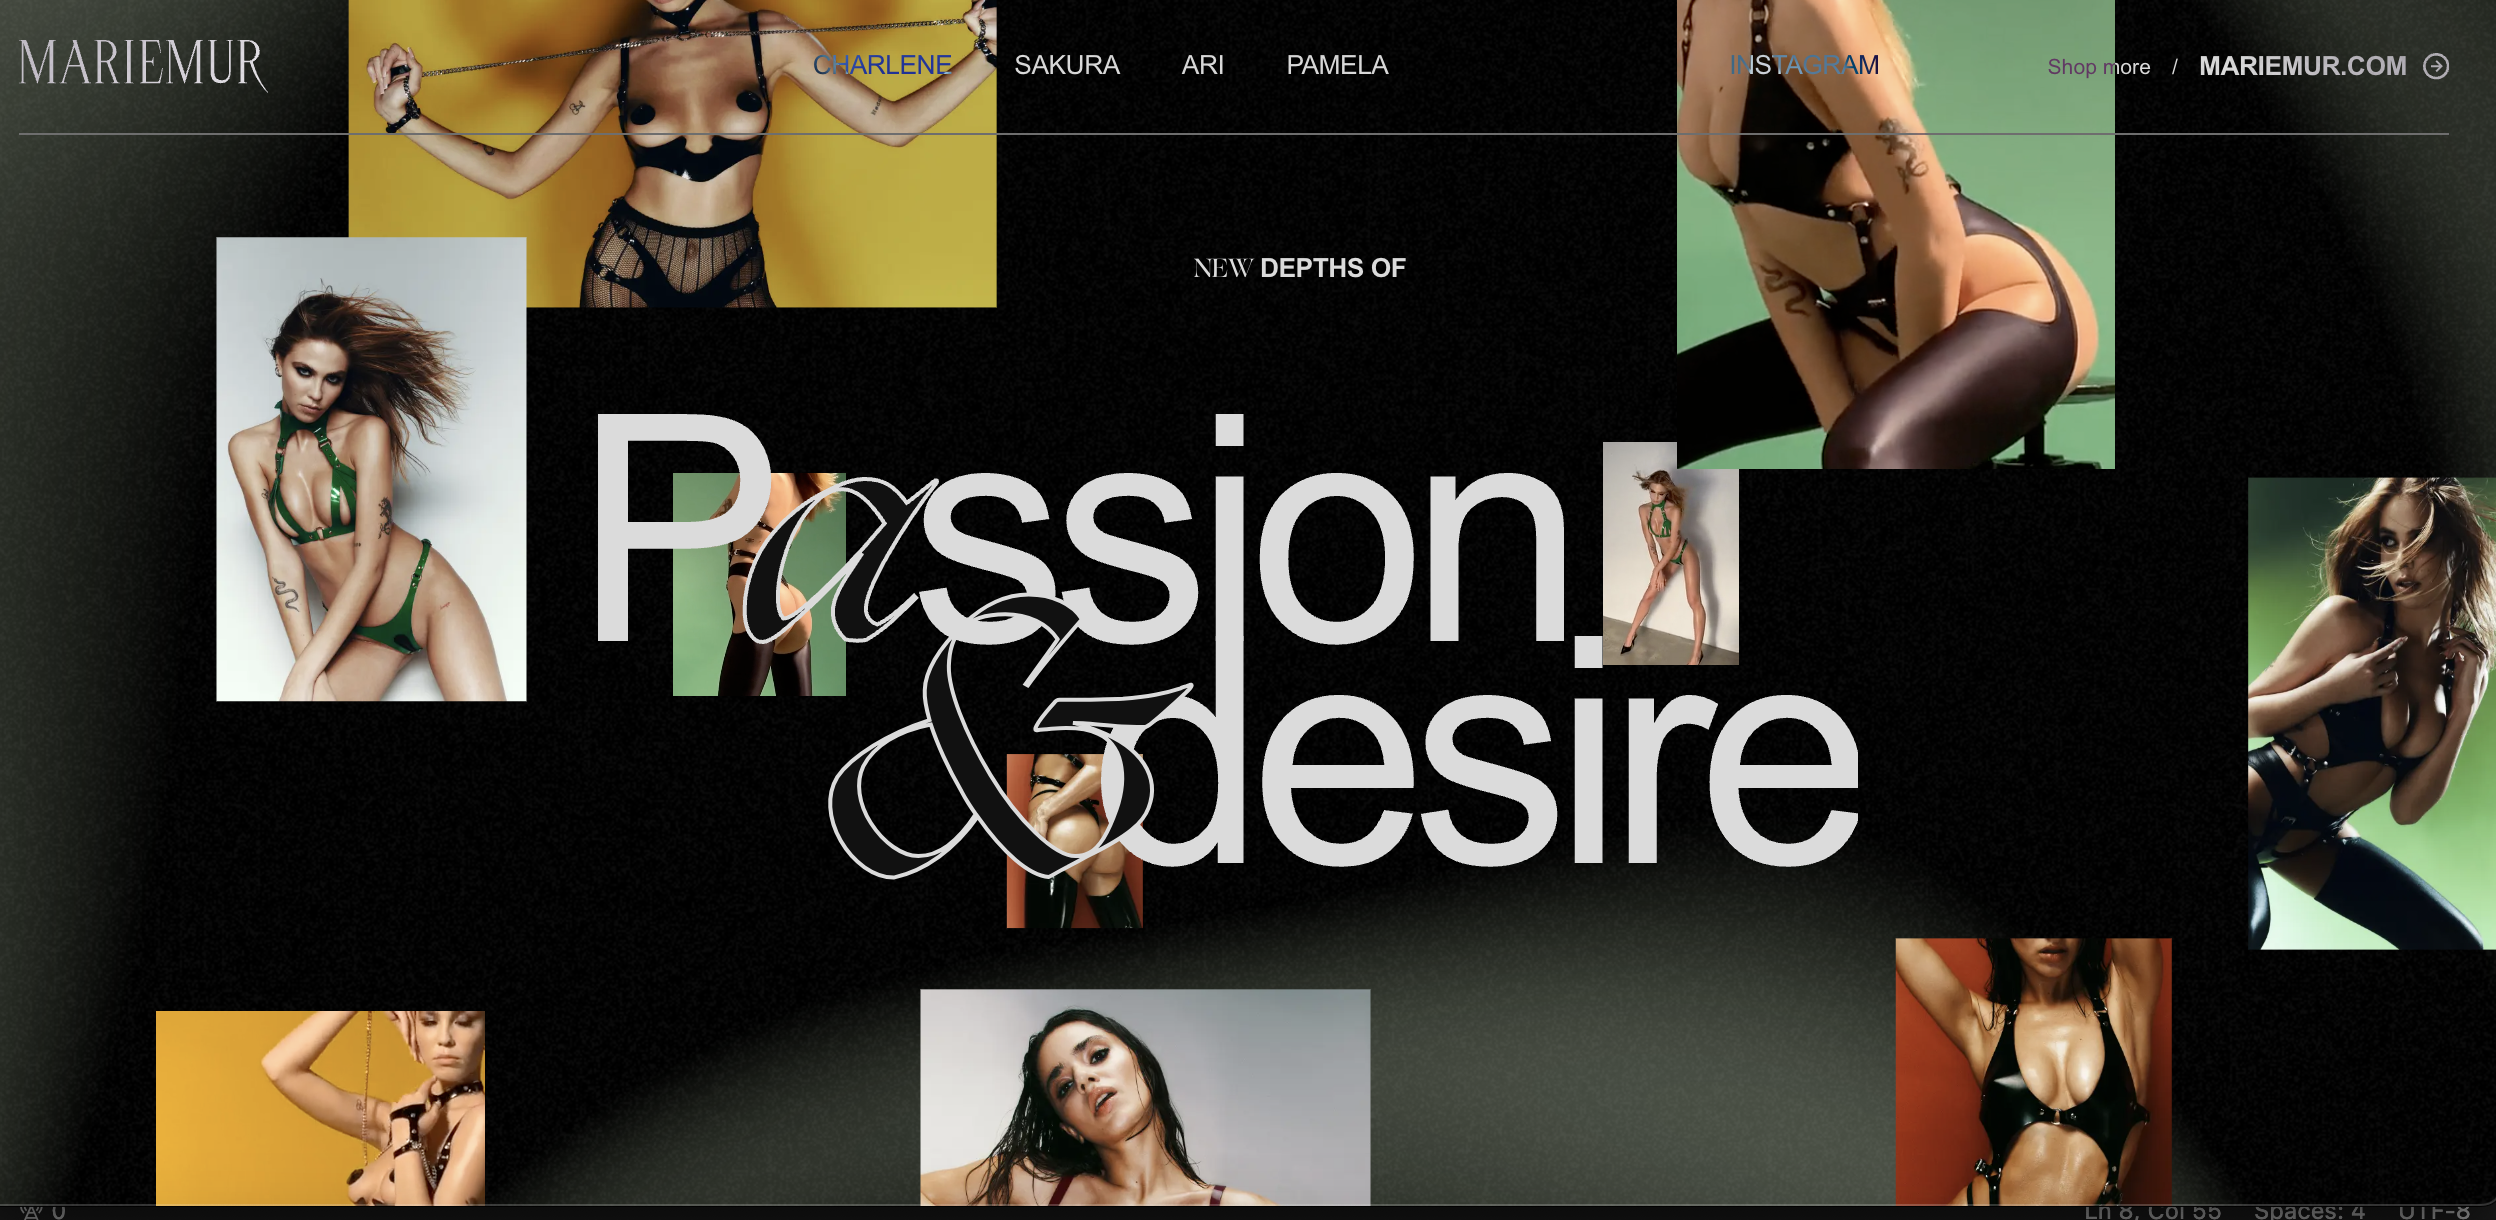 MARIEMUR
CHARLENE SAKURA ARI PAMELA INSTAGRAM Shop more / MARIEMUR.COM
NEW DEPTHS OF
Passion
& desire
0 Ln 8, Col 55 Spaces: 4 UTF-8